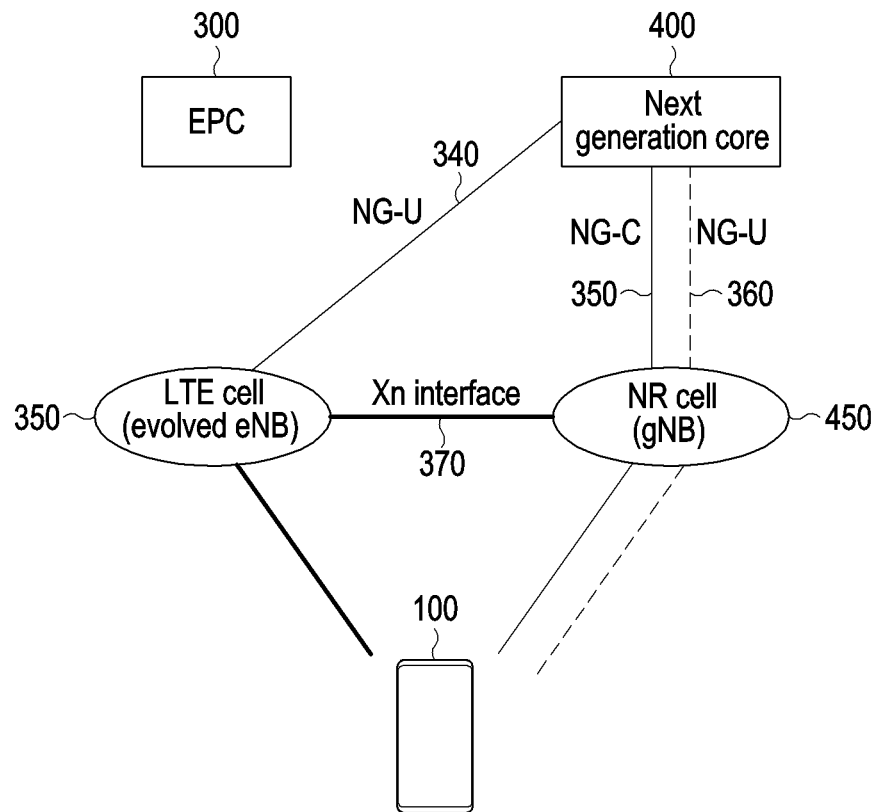 300
400
EPC
Next
generation core
340
NG-U
NG-C
NG-U
350
360
350
LTE cell
(evolved eNB)
Xn interface
370
NR cell
(gNB)
450
100